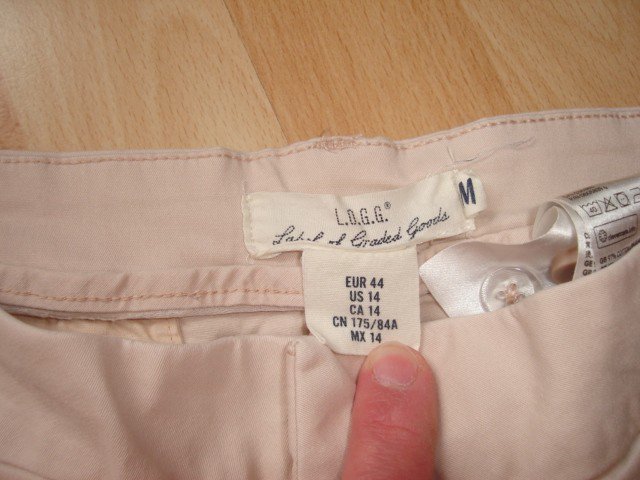 L.O.G.G.®
Label of Graded Goods
M
EUR 44
US 14
CA 14
CN 175/84A
MX 14